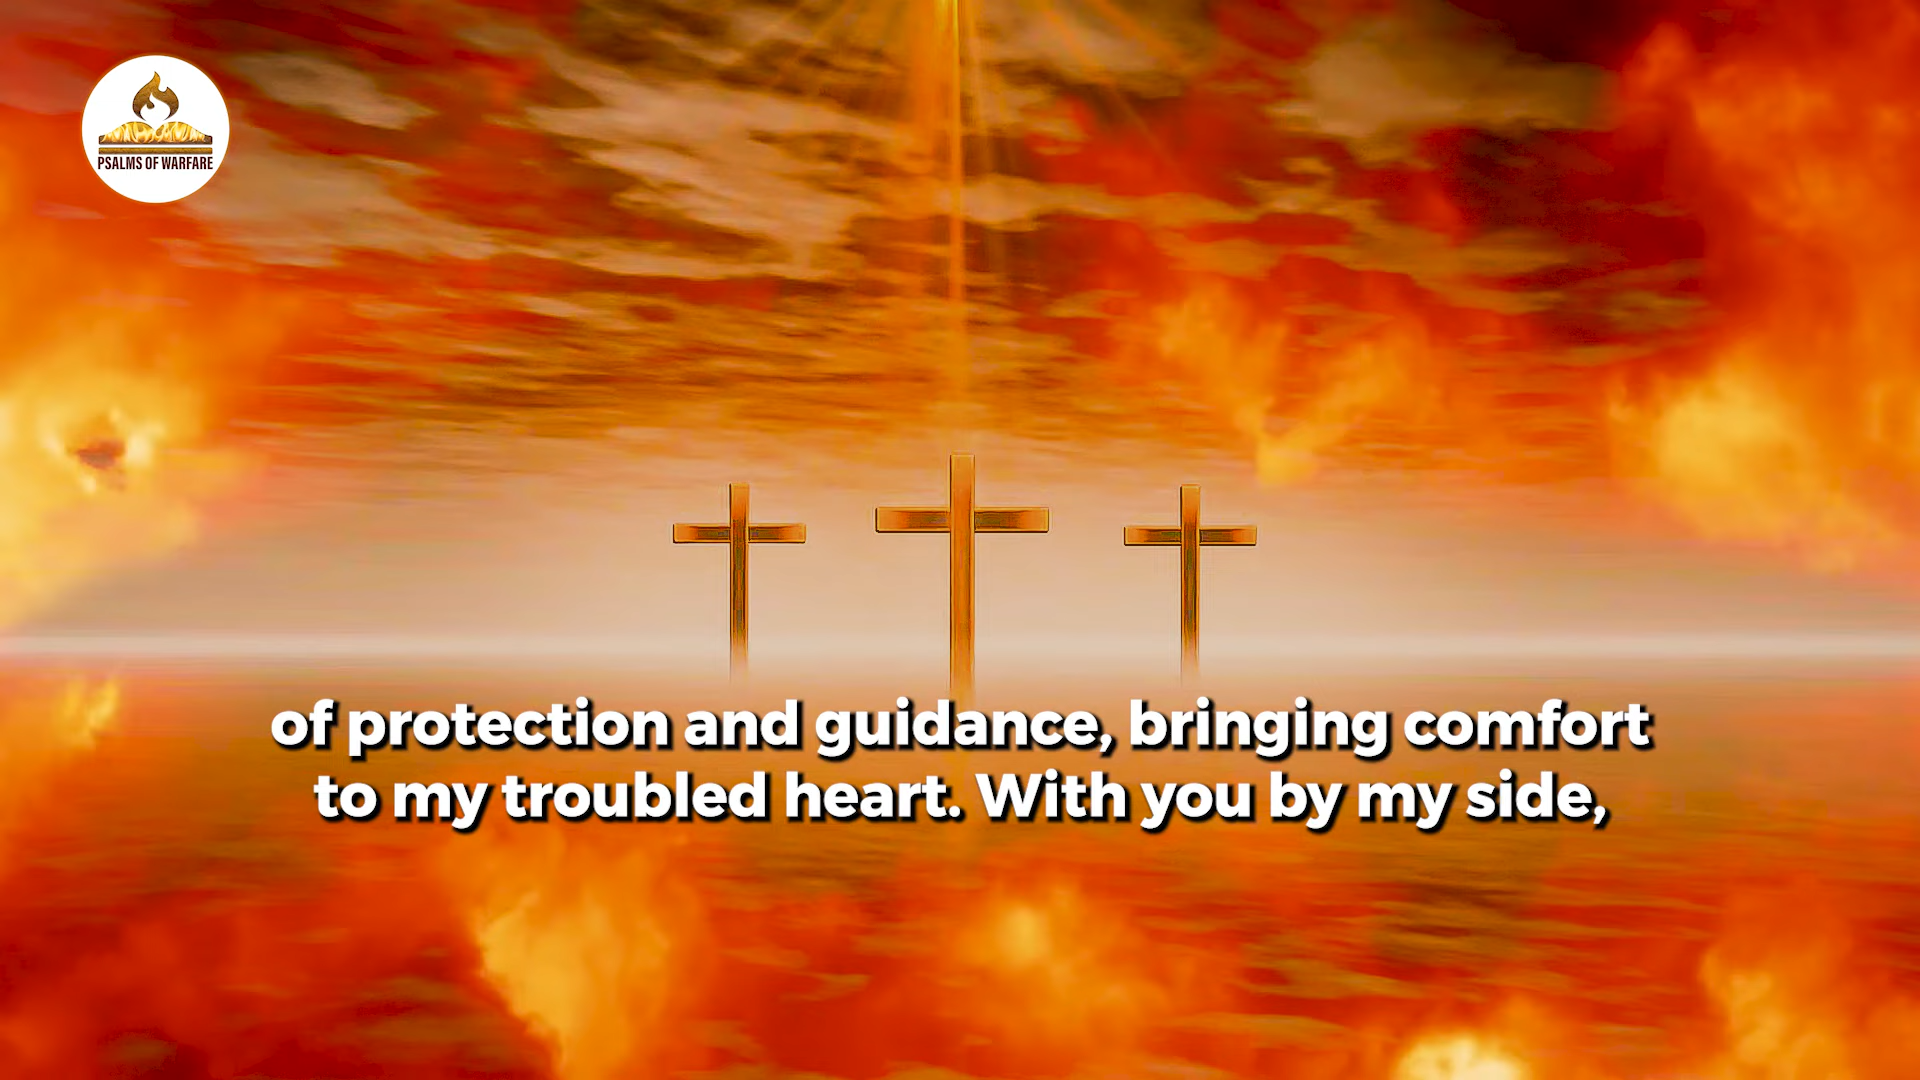 PSALMS OF WARFARE
of protection and guidance, bringing comfort
to my troubled heart. With you by my side,